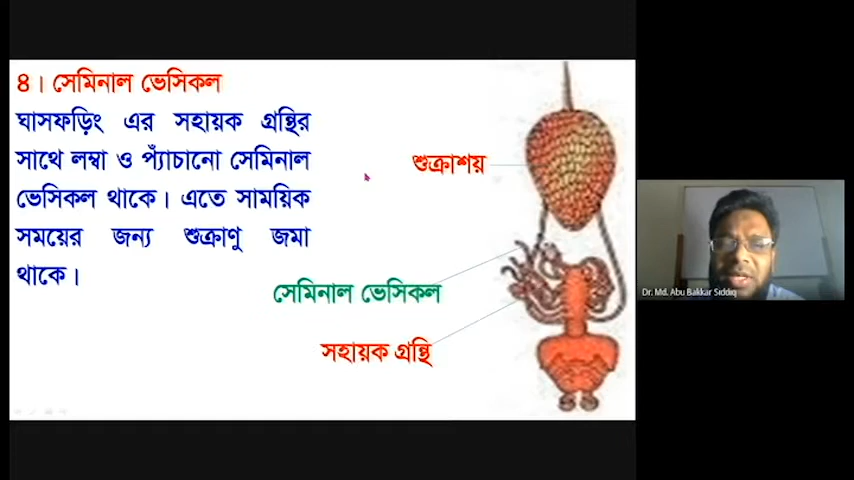 ৪। সেমিনাল ভেসিকল
ঘাসফড়িং এর সহায়ক গ্রন্থির
সাথে লম্বা ও প্যাঁচানো সেমিনাল
ভেসিকল থাকে। এতে সাময়িক
সময়ের জন্য শুক্রাণু জমা
থাকে।
শুক্রাশয়
সেমিনাল ভেসিকল
সহায়ক গ্রন্থি
Dr. Md. Abu Bakkar Siddiq